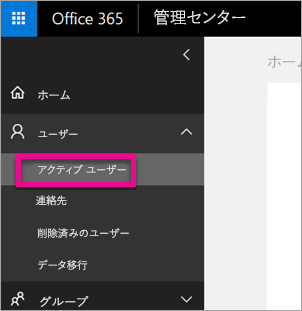 Office 365 管理センター
ホーム
ホーム
ユーザー
アクティブ ユーザー
連絡先
削除済みのユーザー
データ移行
グループ